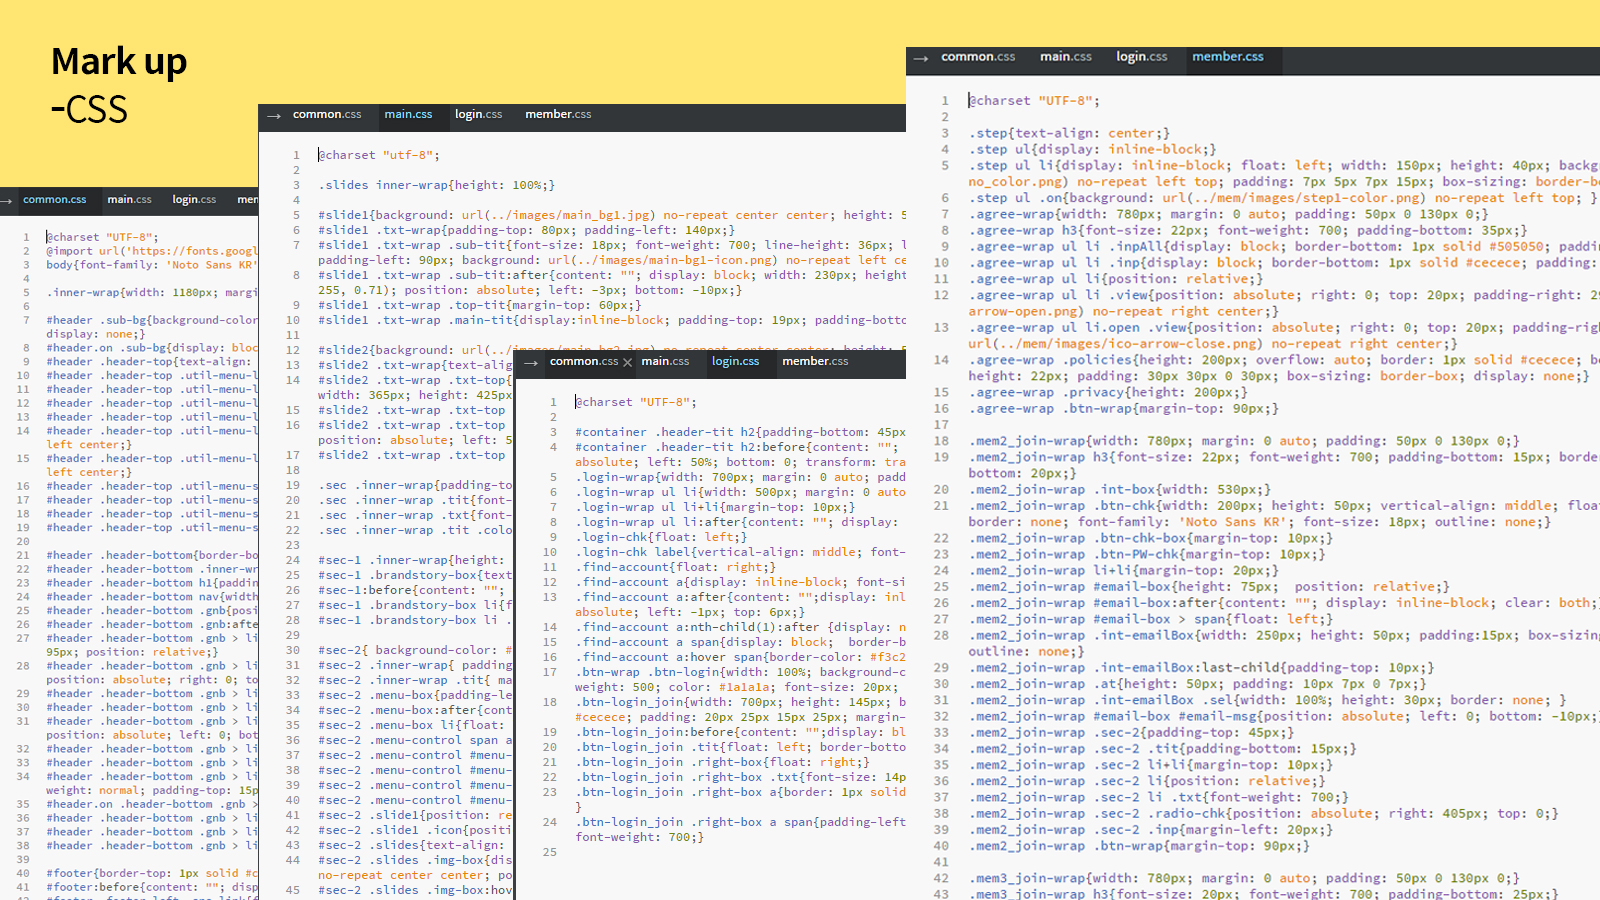 Mark up
-CSS
→ common.css main.css login.css mem
1 @charset "UTF-8";
2 @import url('https://fonts.googl
3 body{font-family: 'Noto Sans KR'
4
5 .inner-wrap{width: 1180px; margi
6
7 #header .sub-bg{background-color
display: none;}
8 #header.on .sub-bg{display: bloc
9 #header .header-top{text-align:
10 #header .header-top .util-menu-l
11 #header .header-top .util-menu-l
12 #header .header-top .util-menu-l
13 #header .header-top .util-menu-l
14 #header .header-top .util-menu-l
left center;}
15 #header .header-top .util-menu-l
left center;}
16 #header .header-top .util-menu-s
17 #header .header-top .util-menu-s
18 #header .header-top .util-menu-s
19 #header .header-top .util-menu-s
20
21 #header .header-bottom{border-bo
22 #header .header-bottom .inner-wr
23 #header .header-bottom h1{paddin
24 #header .header-bottom nav{width
25 #header .header-bottom .gnb{posi
26 #header .header-bottom .gnb:afte
27 #header .header-bottom .gnb > li
95px; position: relative;}
28 #header .header-bottom .gnb > li
position: absolute; right: 0; to
29 #header .header-bottom .gnb > li
30 #header .header-bottom .gnb > li
31 #header .header-bottom .gnb > li
position: absolute; left: 0; bot
32 #header .header-bottom .gnb > li
33 #header .header-bottom .gnb > li
34 #header .header-bottom .gnb > li
weight: normal; padding-top: 15p
35 #header.on .header-bottom .gnb >
36 #header .header-bottom .gnb > li
37 #header .header-bottom .gnb > li
38 #header .header-bottom .gnb > li
39
40 #footer{border-top: 1px solid #c
41 #footer:before{content: ""; disp
→ common.css main.css login.css member.css
1 @charset "utf-8";
2
3 .slides inner-wrap{height: 100%;}
4
5 #slide1{background: url(../images/main_bg1.jpg) no-repeat center center; height: 5
6 #slide1 .txt-wrap{padding-top: 80px; padding-left: 140px;}
7 #slide1 .txt-wrap .sub-tit{font-size: 18px; font-weight: 700; line-height: 36px; l
padding-left: 90px; background: url(../images/main-bg1-icon.png) no-repeat left ce
8 #slide1 .txt-wrap .sub-tit:after{content: ""; display: block; width: 230px; height
255, 0.71); position: absolute; left: -3px; bottom: -10px;}
9 #slide1 .txt-wrap .top-tit{margin-top: 60px;}
10 #slide1 .txt-wrap .main-tit{display:inline-block; padding-top: 19px; padding-botto
11
12 #slide2{background: url(../images/main_bg2.jpg) no-repeat center center; height: 5
13 #slide2 .txt-wrap{text-alig
14 #slide2 .txt-wrap .txt-top{
width: 365px; height: 425px
15 #slide2 .txt-wrap .txt-top
16 #slide2 .txt-wrap .txt-top
position: absolute; left: 5
17 #slide2 .txt-wrap .txt-top
18
19 .sec .inner-wrap{padding-to
20 .sec .inner-wrap .tit{font-
21 .sec .inner-wrap .txt{font-
22 .sec .inner-wrap .tit .colo
23
24 #sec-1 .inner-wrap{height:
25 #sec-1 .brandstory-box{text
26 #sec-1:before{content: "";
27 #sec-1 .brandstory-box li{f
28 #sec-1 .brandstory-box li .
29
30 #sec-2{ background-color: #
31 #sec-2 .inner-wrap{ padding
32 #sec-2 .inner-wrap .tit{ ma
33 #sec-2 .menu-box{padding-le
34 #sec-2 .menu-box:after{cont
35 #sec-2 .menu-box li{float:
36 #sec-2 .menu-control span a
37 #sec-2 .menu-control #menu-
38 #sec-2 .menu-control #menu-
39 #sec-2 .menu-control #menu-
40 #sec-2 .menu-control #menu-
41 #sec-2 .slide1{position: re
42 #sec-2 .slide1 .icon{positi
43 #sec-2 .slides{text-align:
44 #sec-2 .slides .img-box{dis
no-repeat center center; po
45 #sec-2 .slides .img-box:hov
→ common.css × main.css login.css member.css
1 @charset "UTF-8";
2
3 #container .header-tit h2{padding-bottom: 45px
4 #container .header-tit h2:before{content: "";
absolute; left: 50%; bottom: 0; transform: tra
5 .login-wrap{width: 700px; margin: 0 auto; padd
6 .login-wrap ul li{width: 500px; margin: 0 auto
7 .login-wrap ul li+li{margin-top: 10px;}
8 .login-wrap ul li:after{content: ""; display:
9 .login-chk{float: left;}
10 .login-chk label{vertical-align: middle; font-
11 .find-account{float: right;}
12 .find-account a{display: inline-block; font-si
13 .find-account a:after{content: "";display: inl
absolute; left: -1px; top: 6px;}
14 .find-account a:nth-child(1):after {display: n
15 .find-account a span{display: block; border-b
16 .find-account a:hover span{border-color: #f3c2
17 .btn-wrap .btn-login{width: 100%; background-c
weight: 500; color: #1a1a1a; font-size: 20px;
18 .btn-login_join{width: 700px; height: 145px; b
#cecece; padding: 20px 25px 15px 25px; margin-
19 .btn-login_join:before{content: "";display: bl
20 .btn-login_join .tit{float: left; border-botto
21 .btn-login_join .right-box{float: right;}
22 .btn-login_join .right-box .txt{font-size: 14p
23 .btn-login_join .right-box a{border: 1px solid
}
24 .btn-login_join .right-box a span{padding-left
font-weight: 700;}
25
→ common.css main.css login.css member.css
1 @charset "UTF-8";
2
3 .step{text-align: center;}
4 .step ul{display: inline-block;}
5 .step ul li{display: inline-block; float: left; width: 150px; height: 40px; backg
no_color.png) no-repeat left top; padding: 7px 5px 7px 15px; box-sizing: border-b
6 .step ul .on{background: url(../mem/images/step1-color.png) no-repeat left top; }
7 .agree-wrap{width: 780px; margin: 0 auto; padding: 50px 0 130px 0;}
8 .agree-wrap h3{font-size: 22px; font-weight: 700; padding-bottom: 35px;}
9 .agree-wrap ul li .inpAll{display: block; border-bottom: 1px solid #505050; paddin
10 .agree-wrap ul li .inp{display: block; border-bottom: 1px solid #cecece; padding:
11 .agree-wrap ul li{position: relative;}
12 .agree-wrap ul li .view{position: absolute; right: 0; top: 20px; padding-right: 29
arrow-open.png) no-repeat right center;}
13 .agree-wrap ul li.open .view{position: absolute; right: 0; top: 20px; padding-rig
url(../mem/images/ico-arrow-close.png) no-repeat right center;}
14 .agree-wrap .policies{height: 200px; overflow: auto; border: 1px solid #cecece; b
height: 22px; padding: 30px 30px 0 30px; box-sizing: border-box; display: none;}
15 .agree-wrap .privacy{height: 200px;}
16 .agree-wrap .btn-wrap{margin-top: 90px;}
17
18 .mem2_join-wrap{width: 780px; margin: 0 auto; padding: 50px 0 130px 0;}
19 .mem2_join-wrap h3{font-size: 22px; font-weight: 700; padding-bottom: 15px; borde
bottom: 20px;}
20 .mem2_join-wrap .int-box{width: 530px;}
21 .mem2_join-wrap .btn-chk{width: 200px; height: 50px; vertical-align: middle; floa
border: none; font-family: 'Noto Sans KR'; font-size: 18px; outline: none;}
22 .mem2_join-wrap .btn-chk-box{margin-top: 10px;}
23 .mem2_join-wrap .btn-PW-chk{margin-top: 10px;}
24 .mem2_join-wrap li+li{margin-top: 20px;}
25 .mem2_join-wrap #email-box{height: 75px; position: relative;}
26 .mem2_join-wrap #email-box:after{content: ""; display: inline-block; clear: both;}
27 .mem2_join-wrap #email-box > span{float: left;}
28 .mem2_join-wrap .int-emailBox{width: 250px; height: 50px; padding:15px; box-sizing
outline: none;}
29 .mem2_join-wrap .int-emailBox:last-child{padding-top: 10px;}
30 .mem2_join-wrap .at{height: 50px; padding: 10px 7px 0 7px;}
31 .mem2_join-wrap .int-emailBox .sel{width: 100%; height: 30px; border: none; }
32 .mem2_join-wrap #email-box #email-msg{position: absolute; left: 0; bottom: -10px;}
33 .mem2_join-wrap .sec-2{padding-top: 45px;}
34 .mem2_join-wrap .sec-2 .tit{padding-bottom: 15px;}
35 .mem2_join-wrap .sec-2 li+li{margin-top: 10px;}
36 .mem2_join-wrap .sec-2 li{position: relative;}
37 .mem2_join-wrap .sec-2 li .txt{font-weight: 700;}
38 .mem2_join-wrap .sec-2 .radio-chk{position: absolute; right: 405px; top: 0;}
39 .mem2_join-wrap .sec-2 .inp{margin-left: 20px;}
40 .mem2_join-wrap .btn-wrap{margin-top: 90px;}
41
42 .mem3_join-wrap{width: 780px; margin: 0 auto; padding: 50px 0 130px 0;}
43 .mem3_join-wrap h3{font-size: 20px; font-weight: 700; padding-bottom: 25px;}